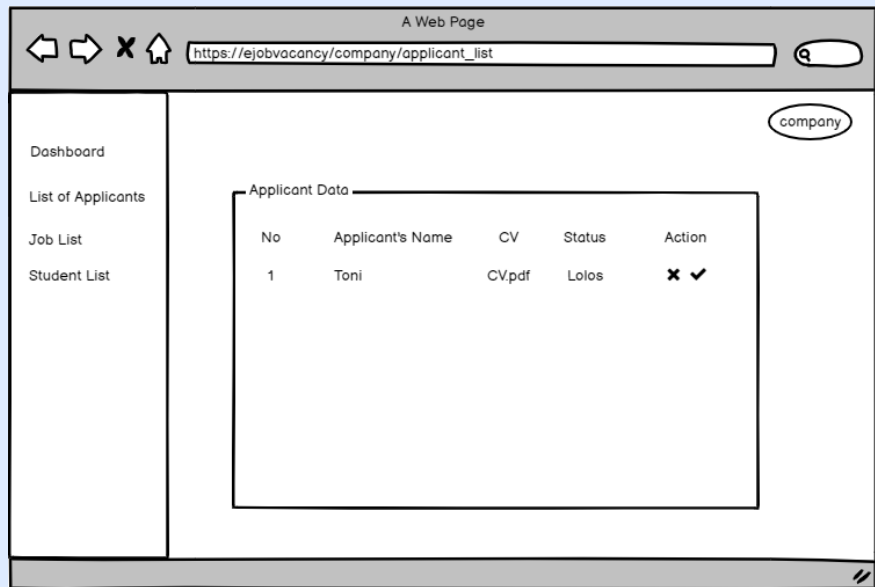 A Web Page
https://ejobvacancy/company/applicant_list
company
Dashboard
List of Applicants
Job List
Student List
Applicant Data
No Applicant's Name CV Status Action
1 Toni CV.pdf Lolos